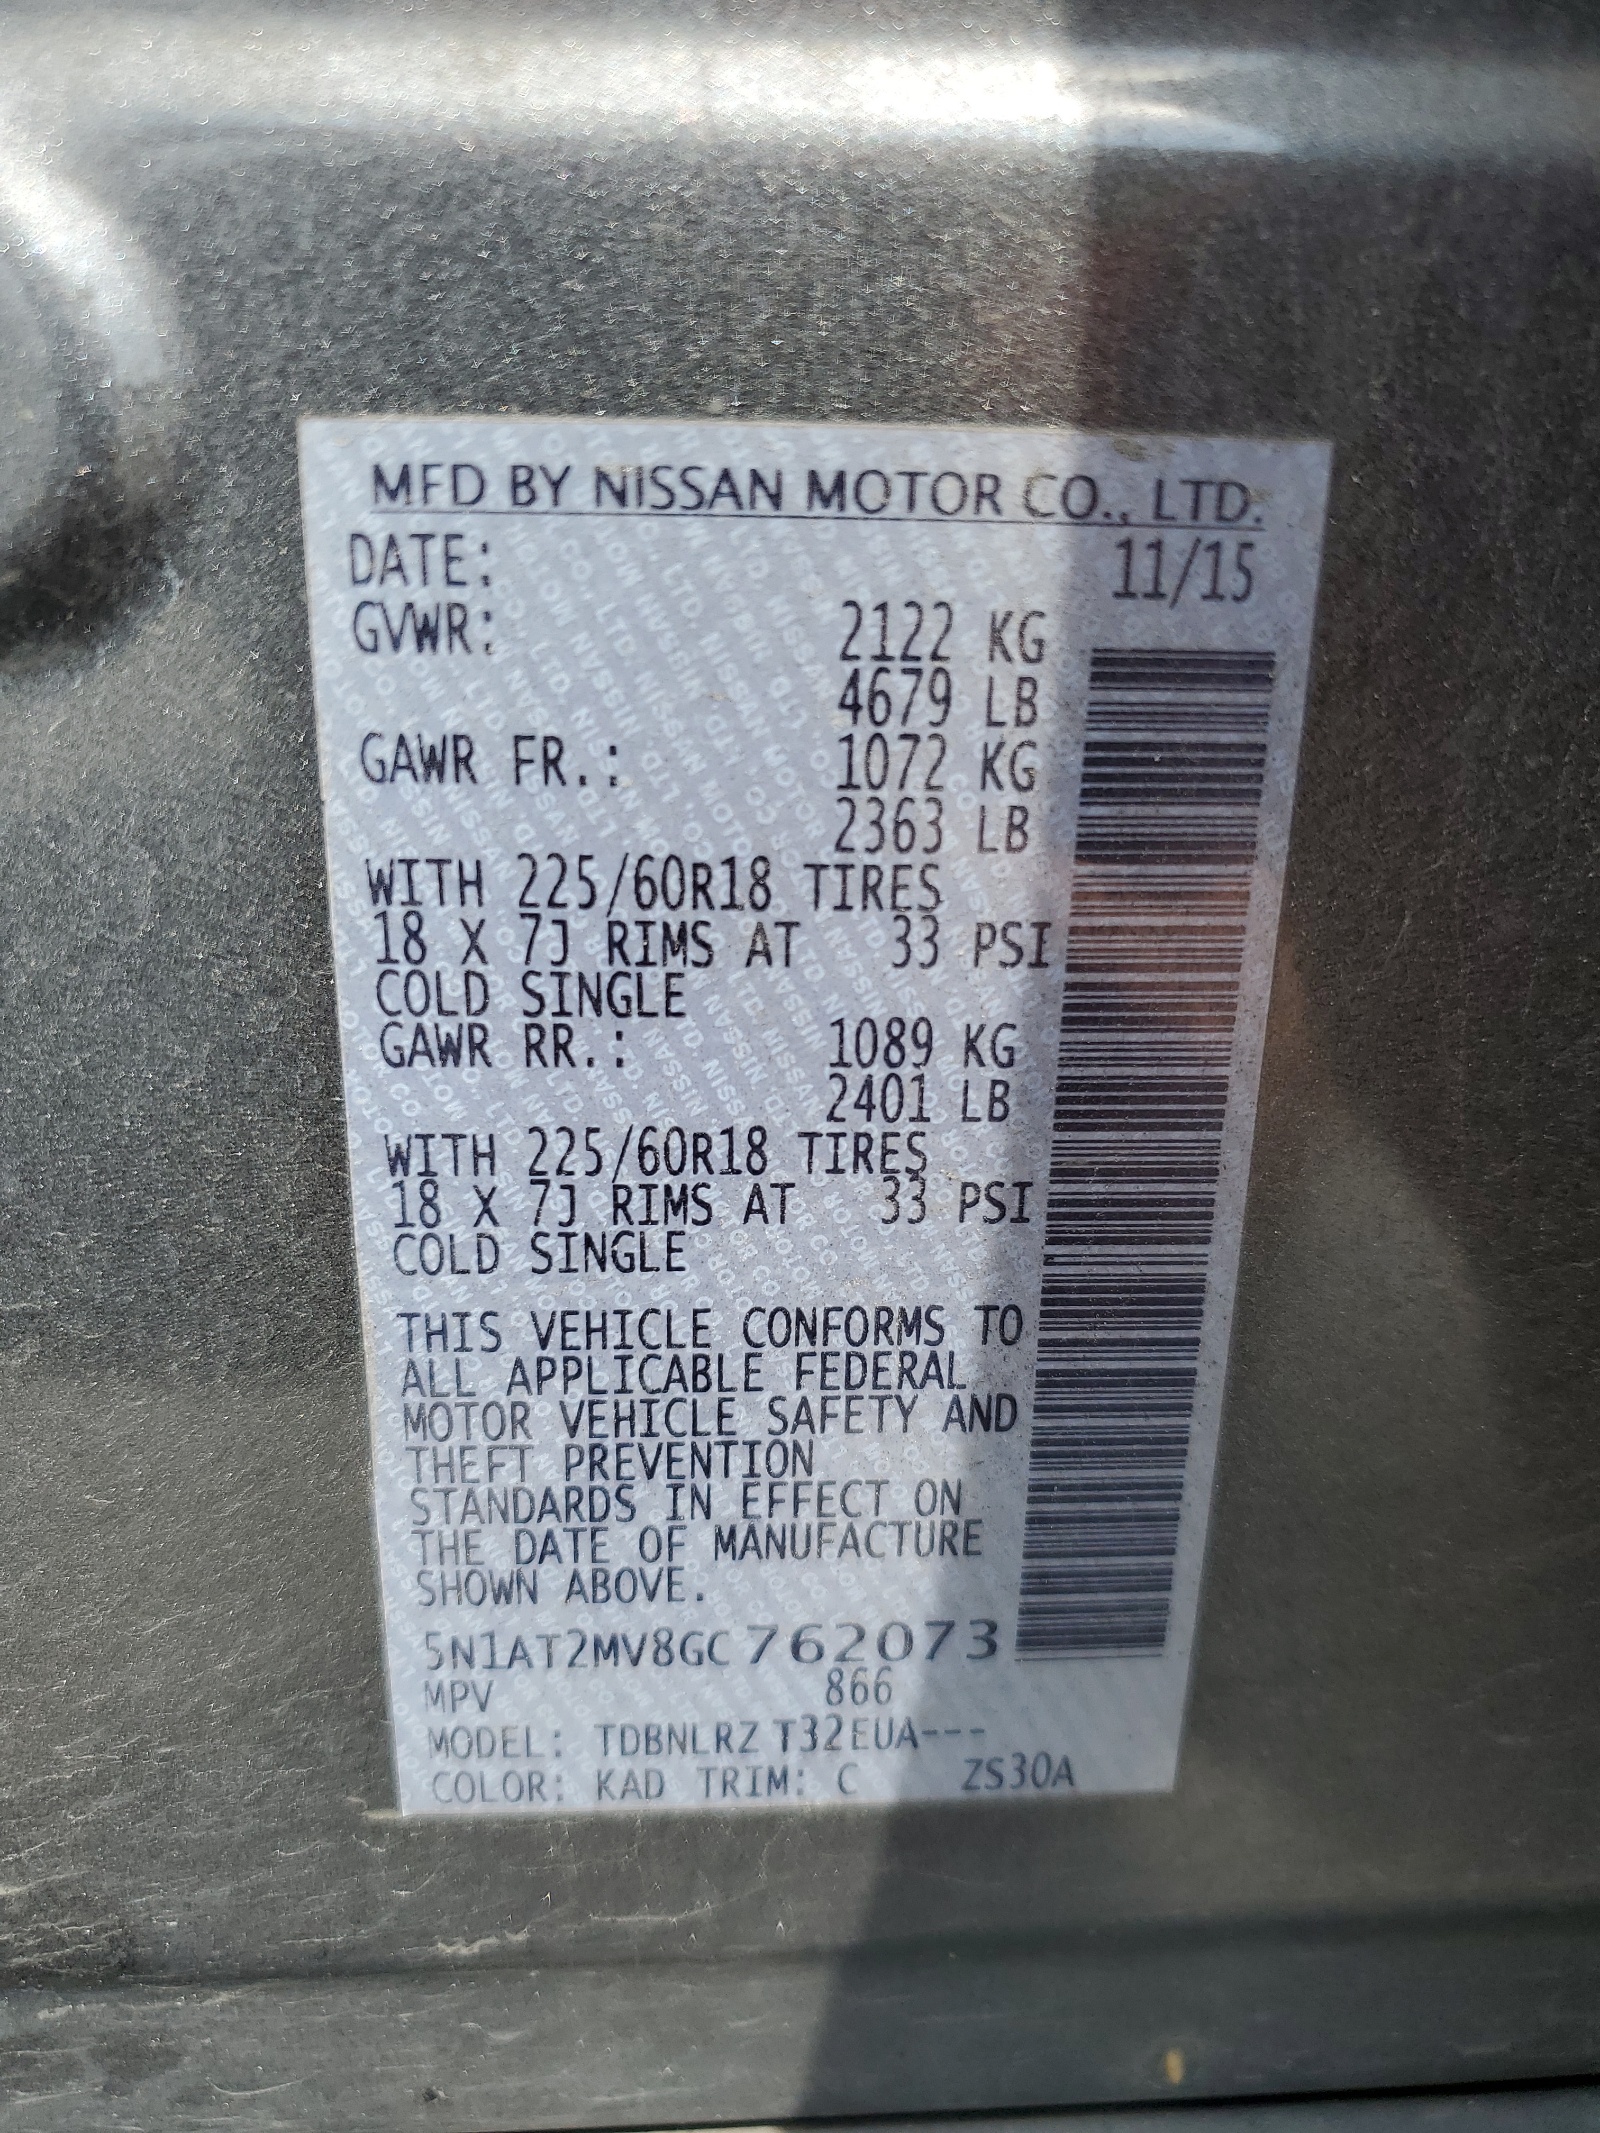 MFD BY NISSAN MOTOR CO., LTD.
DATE: 11/15
GVWR: 2122 KG
4679 LB
GAWR FR.: 1072 KG
2363 LB
WITH 225/60R18 TIRES
18 X 7J RIMS AT 33 PSI
COLD SINGLE
GAWR RR.: 1089 KG
2401 LB
WITH 225/60R18 TIRES
18 X 7J RIMS AT 33 PSI
COLD SINGLE
THIS VEHICLE CONFORMS TO
ALL APPLICABLE FEDERAL
MOTOR VEHICLE SAFETY AND
THEFT PREVENTION
STANDARDS IN EFFECT ON
THE DATE OF MANUFACTURE
SHOWN ABOVE.
5N1AT2MV8GC762073
MPV 866
MODEL: TDBNLRZ T32EUA---
COLOR: KAD TRIM: C ZS30A